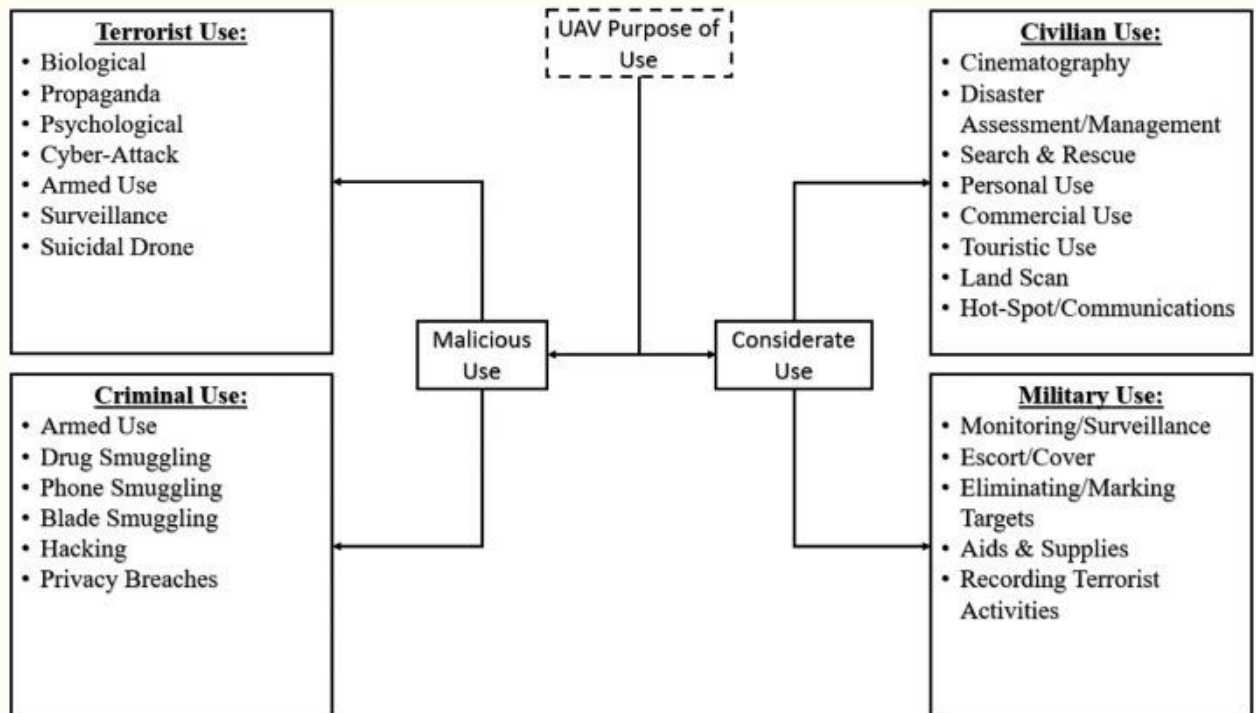 UAV Purpose of
Use
Terrorist Use:
• Biological
• Propaganda
• Psychological
• Cyber-Attack
• Armed Use
• Surveillance
• Suicidal Drone
Civilian Use:
• Cinematography
• Disaster
Assessment/Management
• Search & Rescue
• Personal Use
• Commercial Use
• Touristic Use
• Land Scan
• Hot-Spot/Communications
Malicious
Use
Considerate
Use
Criminal Use:
• Armed Use
• Drug Smuggling
• Phone Smuggling
• Blade Smuggling
• Hacking
• Privacy Breaches
Military Use:
• Monitoring/Surveillance
• Escort/Cover
• Eliminating/Marking
Targets
• Aids & Supplies
• Recording Terrorist
Activities